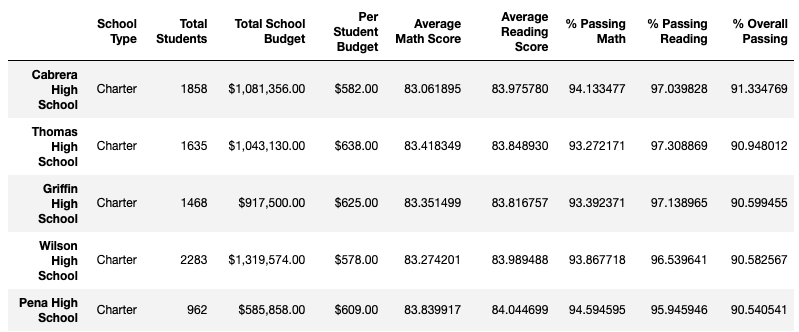 School Type Total Students Total School Budget Per Student Budget Average Math Score Average Reading Score % Passing Math % Passing Reading % Overall Passing
Cabrera High School Charter 1858 $1,081,356.00 $582.00 83.061895 83.975780 94.133477 97.039828 91.334769
Thomas High School Charter 1635 $1,043,130.00 $638.00 83.418349 83.848930 93.272171 97.308869 90.948012
Griffin High School Charter 1468 $917,500.00 $625.00 83.351499 83.816757 93.392371 97.138965 90.599455
Wilson High School Charter 2283 $1,319,574.00 $578.00 83.274201 83.989488 93.867718 96.539641 90.582567
Pena High School Charter 962 $585,858.00 $609.00 83.839917 84.044699 94.594595 95.945946 90.540541